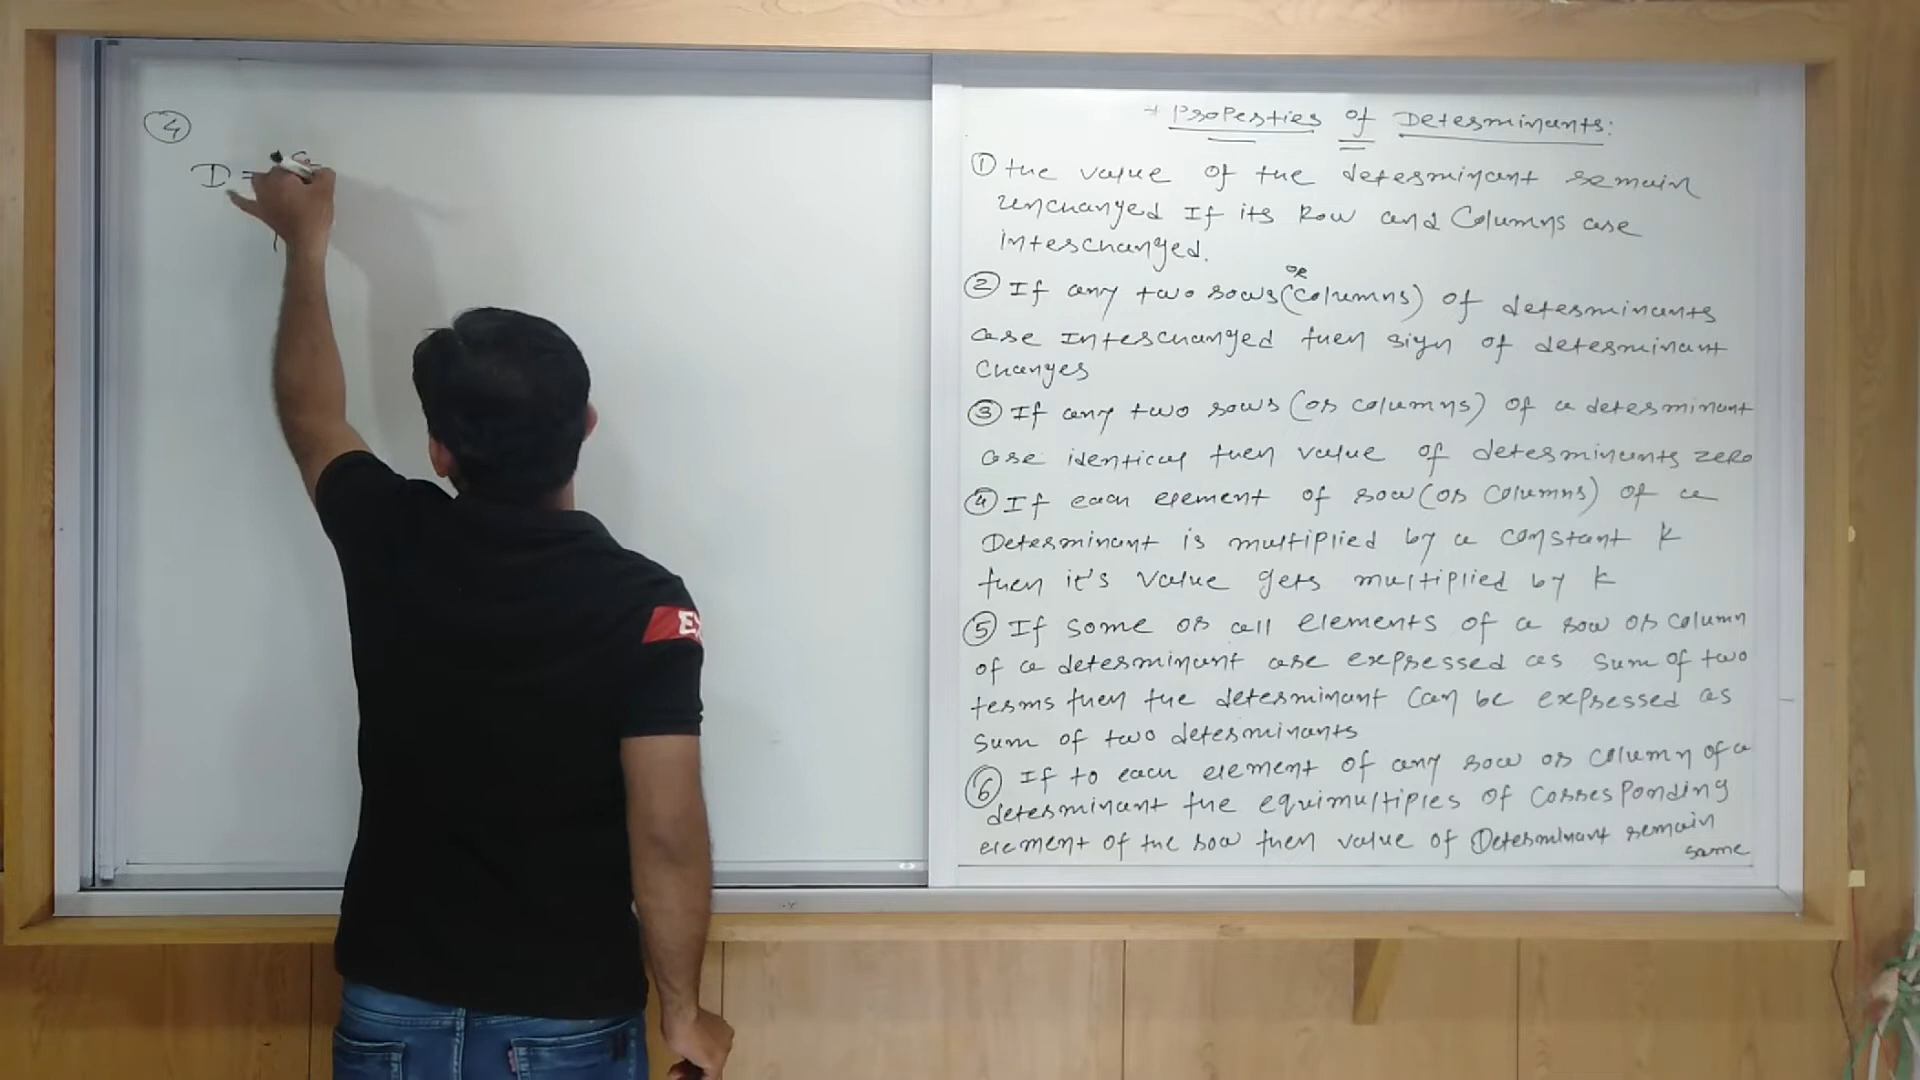 ④
D =
+ Properties of Determinants:
① the value of the determinant remain
unchanged If its Row and Columns are
interchanged.
or
② If any two rows (columns) of determinants
are Interchanged then sign of determinant
changes
③ If any two rows (or columns) of a determinant
are identical then value of determinants zero
④ If each element of row (or columns) of a
Determinant is multiplied by a constant k
then it's value gets multiplied by k
⑤ If some or all elements of a row or column
of a determinant are expressed as sum of two
terms then the determinant can be expressed as
sum of two determinants
⑥ If to each element of any row or column of a
determinant the equimultiples of corresponding
element of the row then value of Determinant remain
same